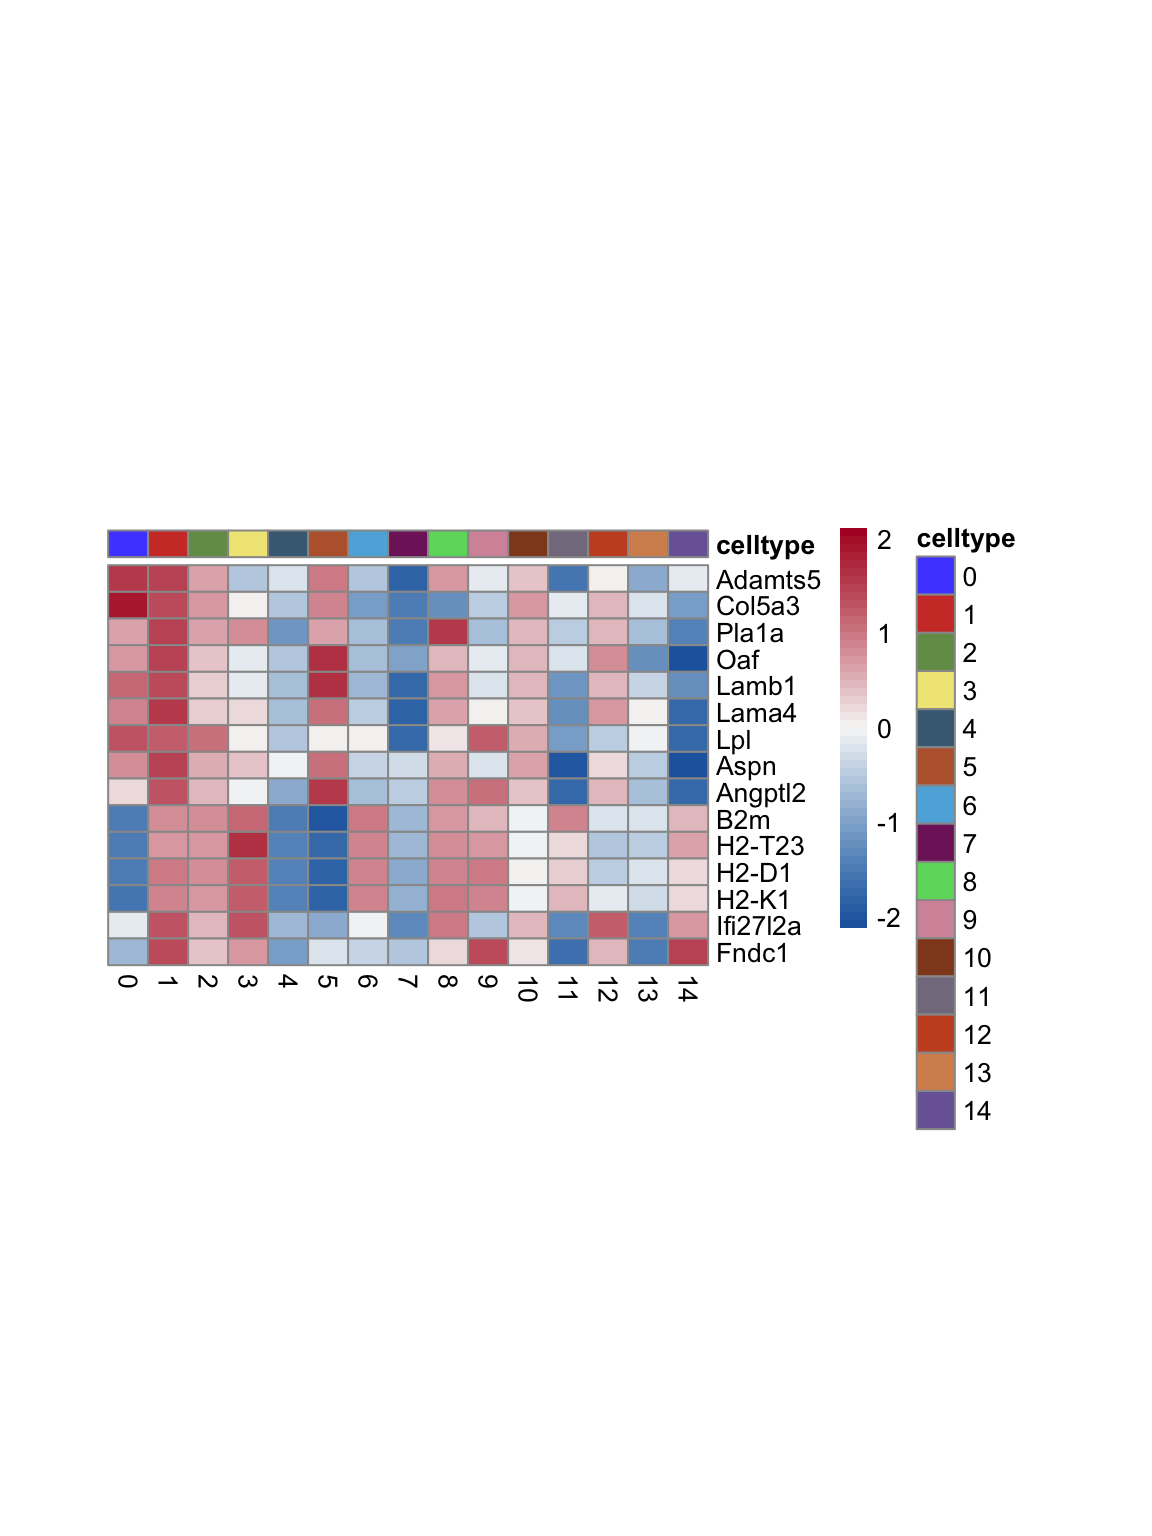 celltype
Adamts5
Col5a3
Pla1a
Oaf
Lamb1
Lama4
Lpl
Aspn
Angptl2
B2m
H2-T23
H2-D1
H2-K1
Ifi27l2a
Fndc1
0 1 2 3 4 5 6 7 8 9 10 11 12 13 14
2
1
0
-1
-2
celltype
0
1
2
3
4
5
6
7
8
9
10
11
12
13
14